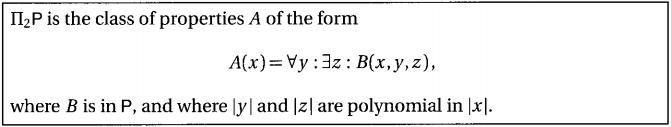 Π₂P is the class of properties A of the form
A(x) = ∀y : ∃z : B(x, y, z),
where B is in P, and where |y| and |z| are polynomial in |x|.